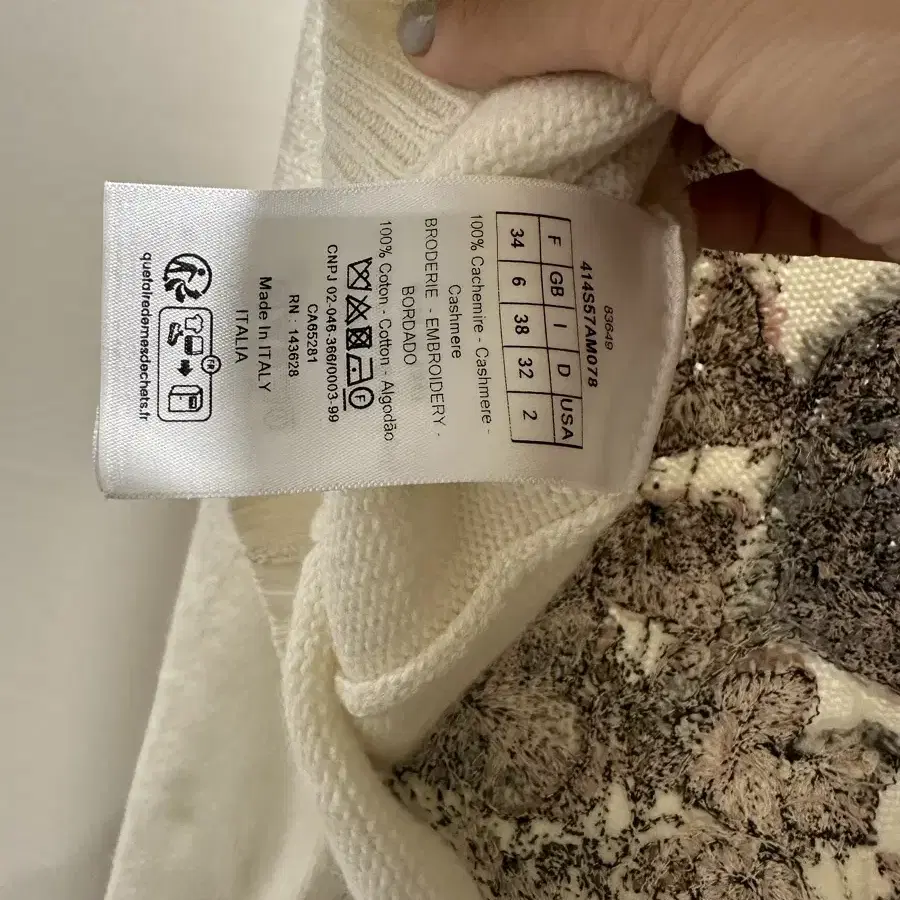 83649
414S57AM078
F GB I D USA
34 6 38 32 2
100% Cachemire - Cashmere -
Cashmere
BRODERIE - EMBROIDERY -
BORDADO
100% Coton - Cotton - Algodão
F
CNPJ 02.046-366/0003-99
CA65281
RN : 143628
Made In ITALY
ITALIA
FR
quefairedemesdechets.fr